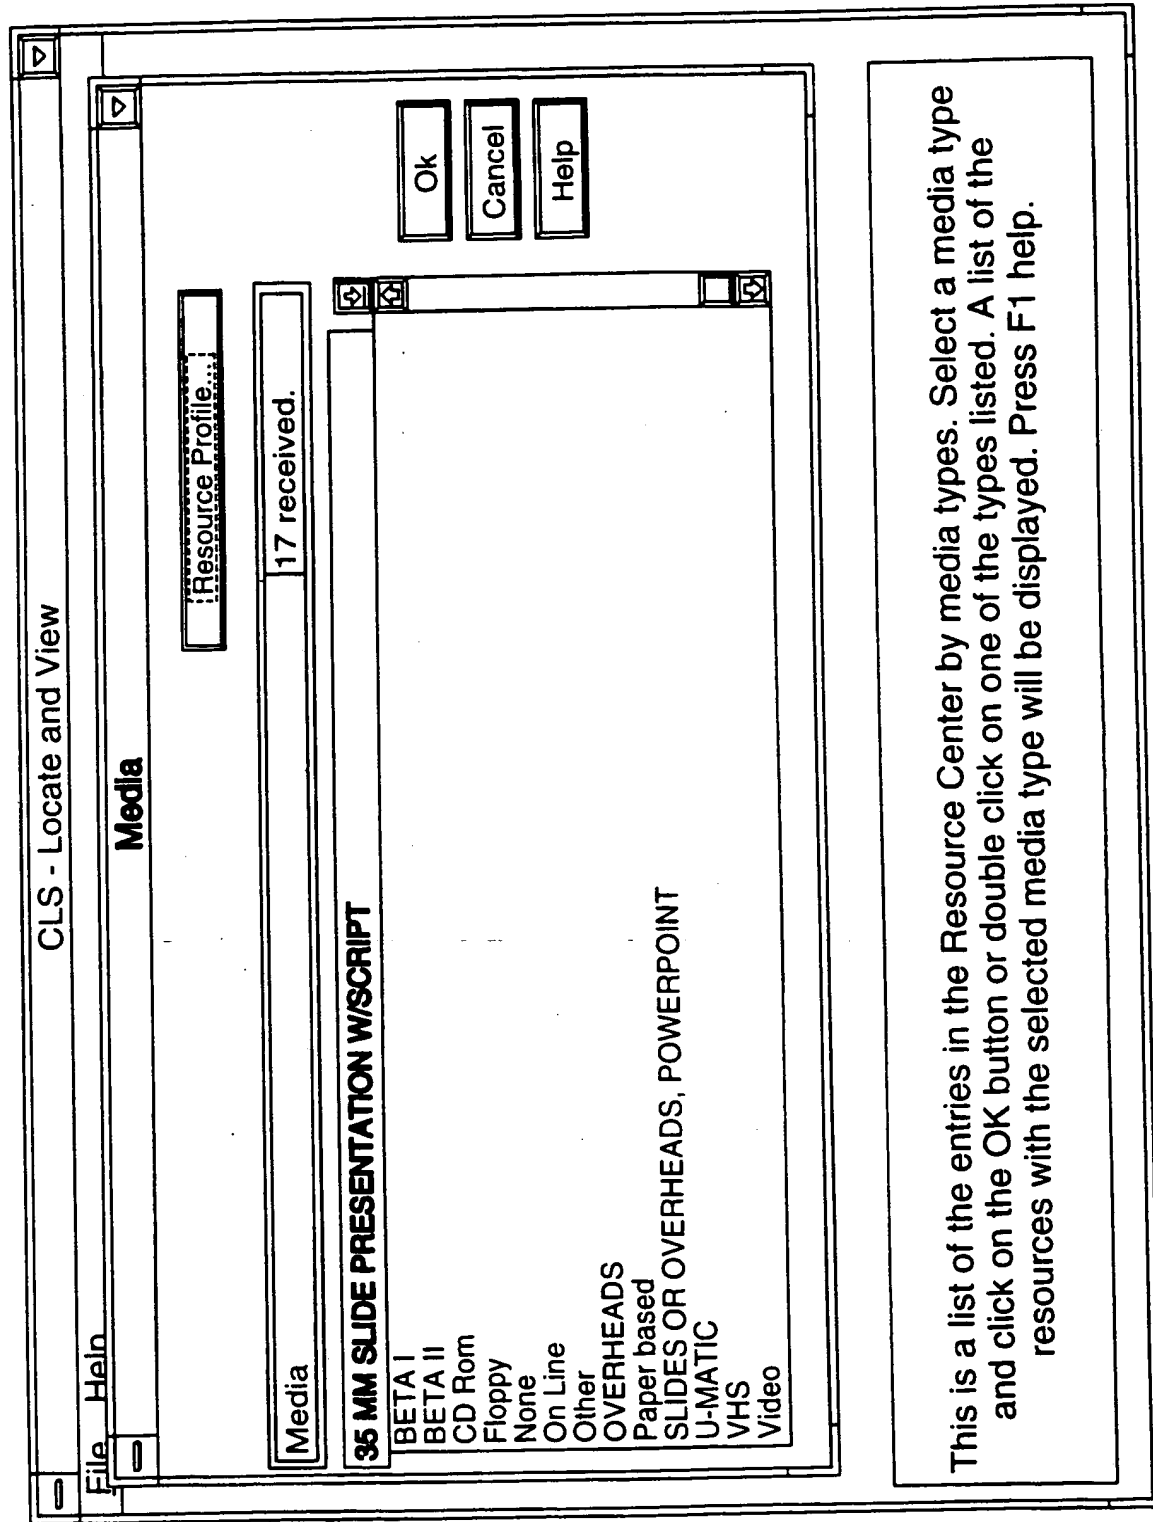 CLS - Locate and View
File Help
Media
Resource Profile...
Media 17 received.
35 MM SLIDE PRESENTATION W/SCRIPT
BETA I
BETA II
CD Rom
Floppy
None
On Line
Other
OVERHEADS
Paper based
SLIDES OR OVERHEADS, POWERPOINT
U-MATIC
VHS
Video
Ok
Cancel
Help
This is a list of the entries in the Resource Center by media types. Select a media type
and click on the OK button or double click on one of the types listed. A list of the
resources with the selected media type will be displayed. Press F1 help.